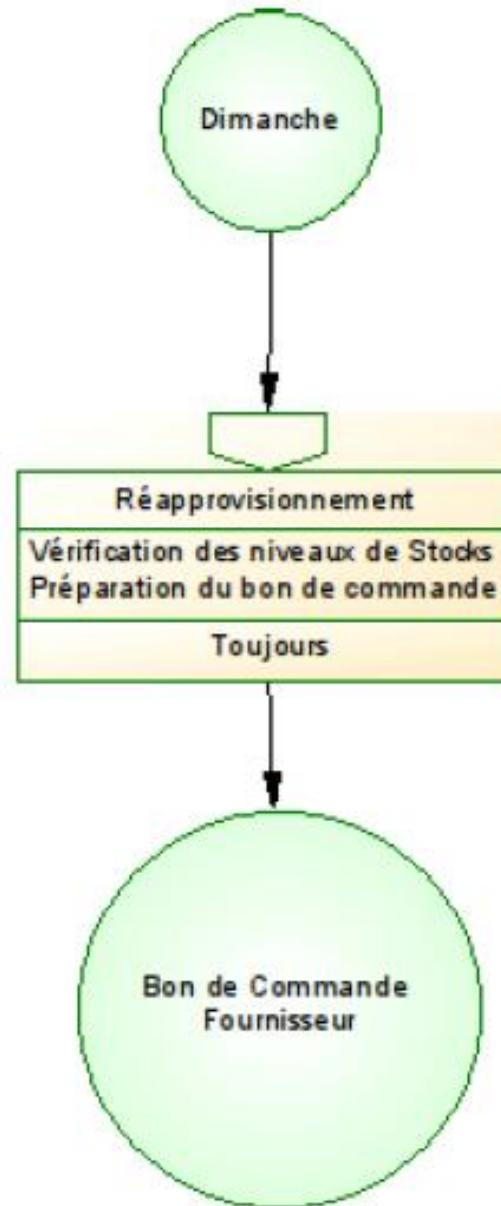 Dimanche
Réapprovisionnement
Vérification des niveaux de Stocks
Préparation du bon de commande
Toujours
Bon de Commande
Fournisseur